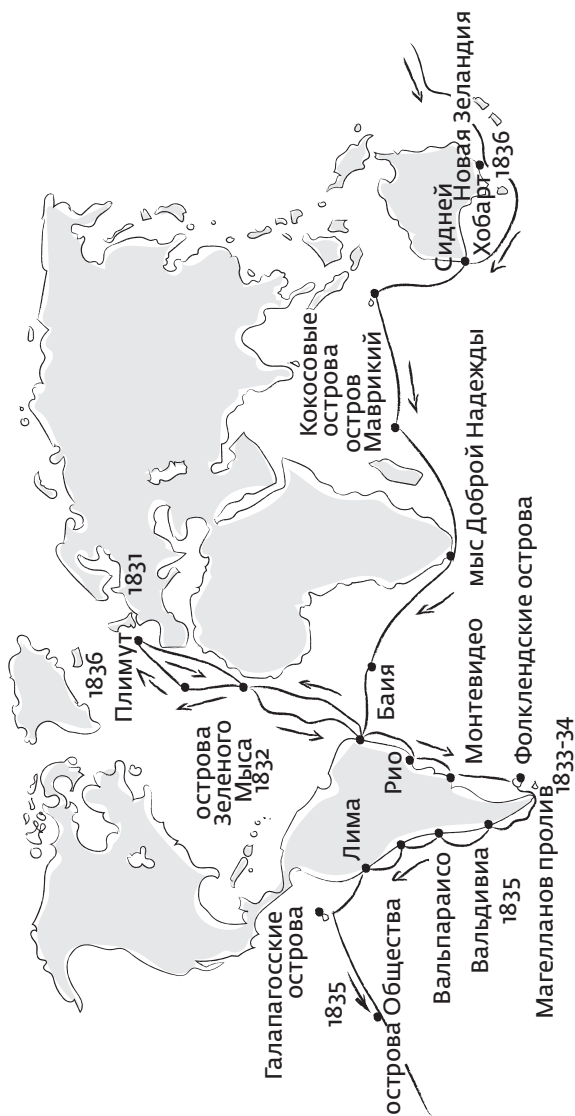 1836
Плимут
1831
острова
Зеленого
Мыса
1832
Галапагосские
острова
1835
острова Общества
Лима
Вальпараисо
Вальдивиа
1835
Магелланов пролив
1833-34
Фолклендские острова
Монтевидео
Рио
Баия
мыс Доброй Надежды
Кокосовые
острова
остров
Маврикий
Сидней
Хобарт
Новая Зеландия
1836